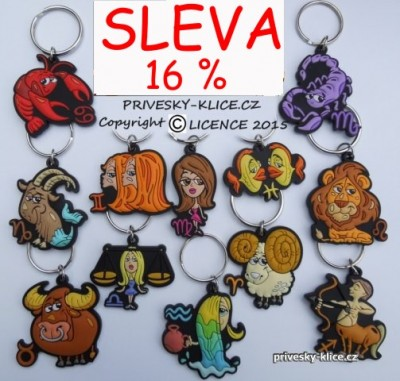 SLEVA
16 %
PRIVESKY-KLICE.CZ
Copyright © LICENCE 2015
privesky-klice.cz